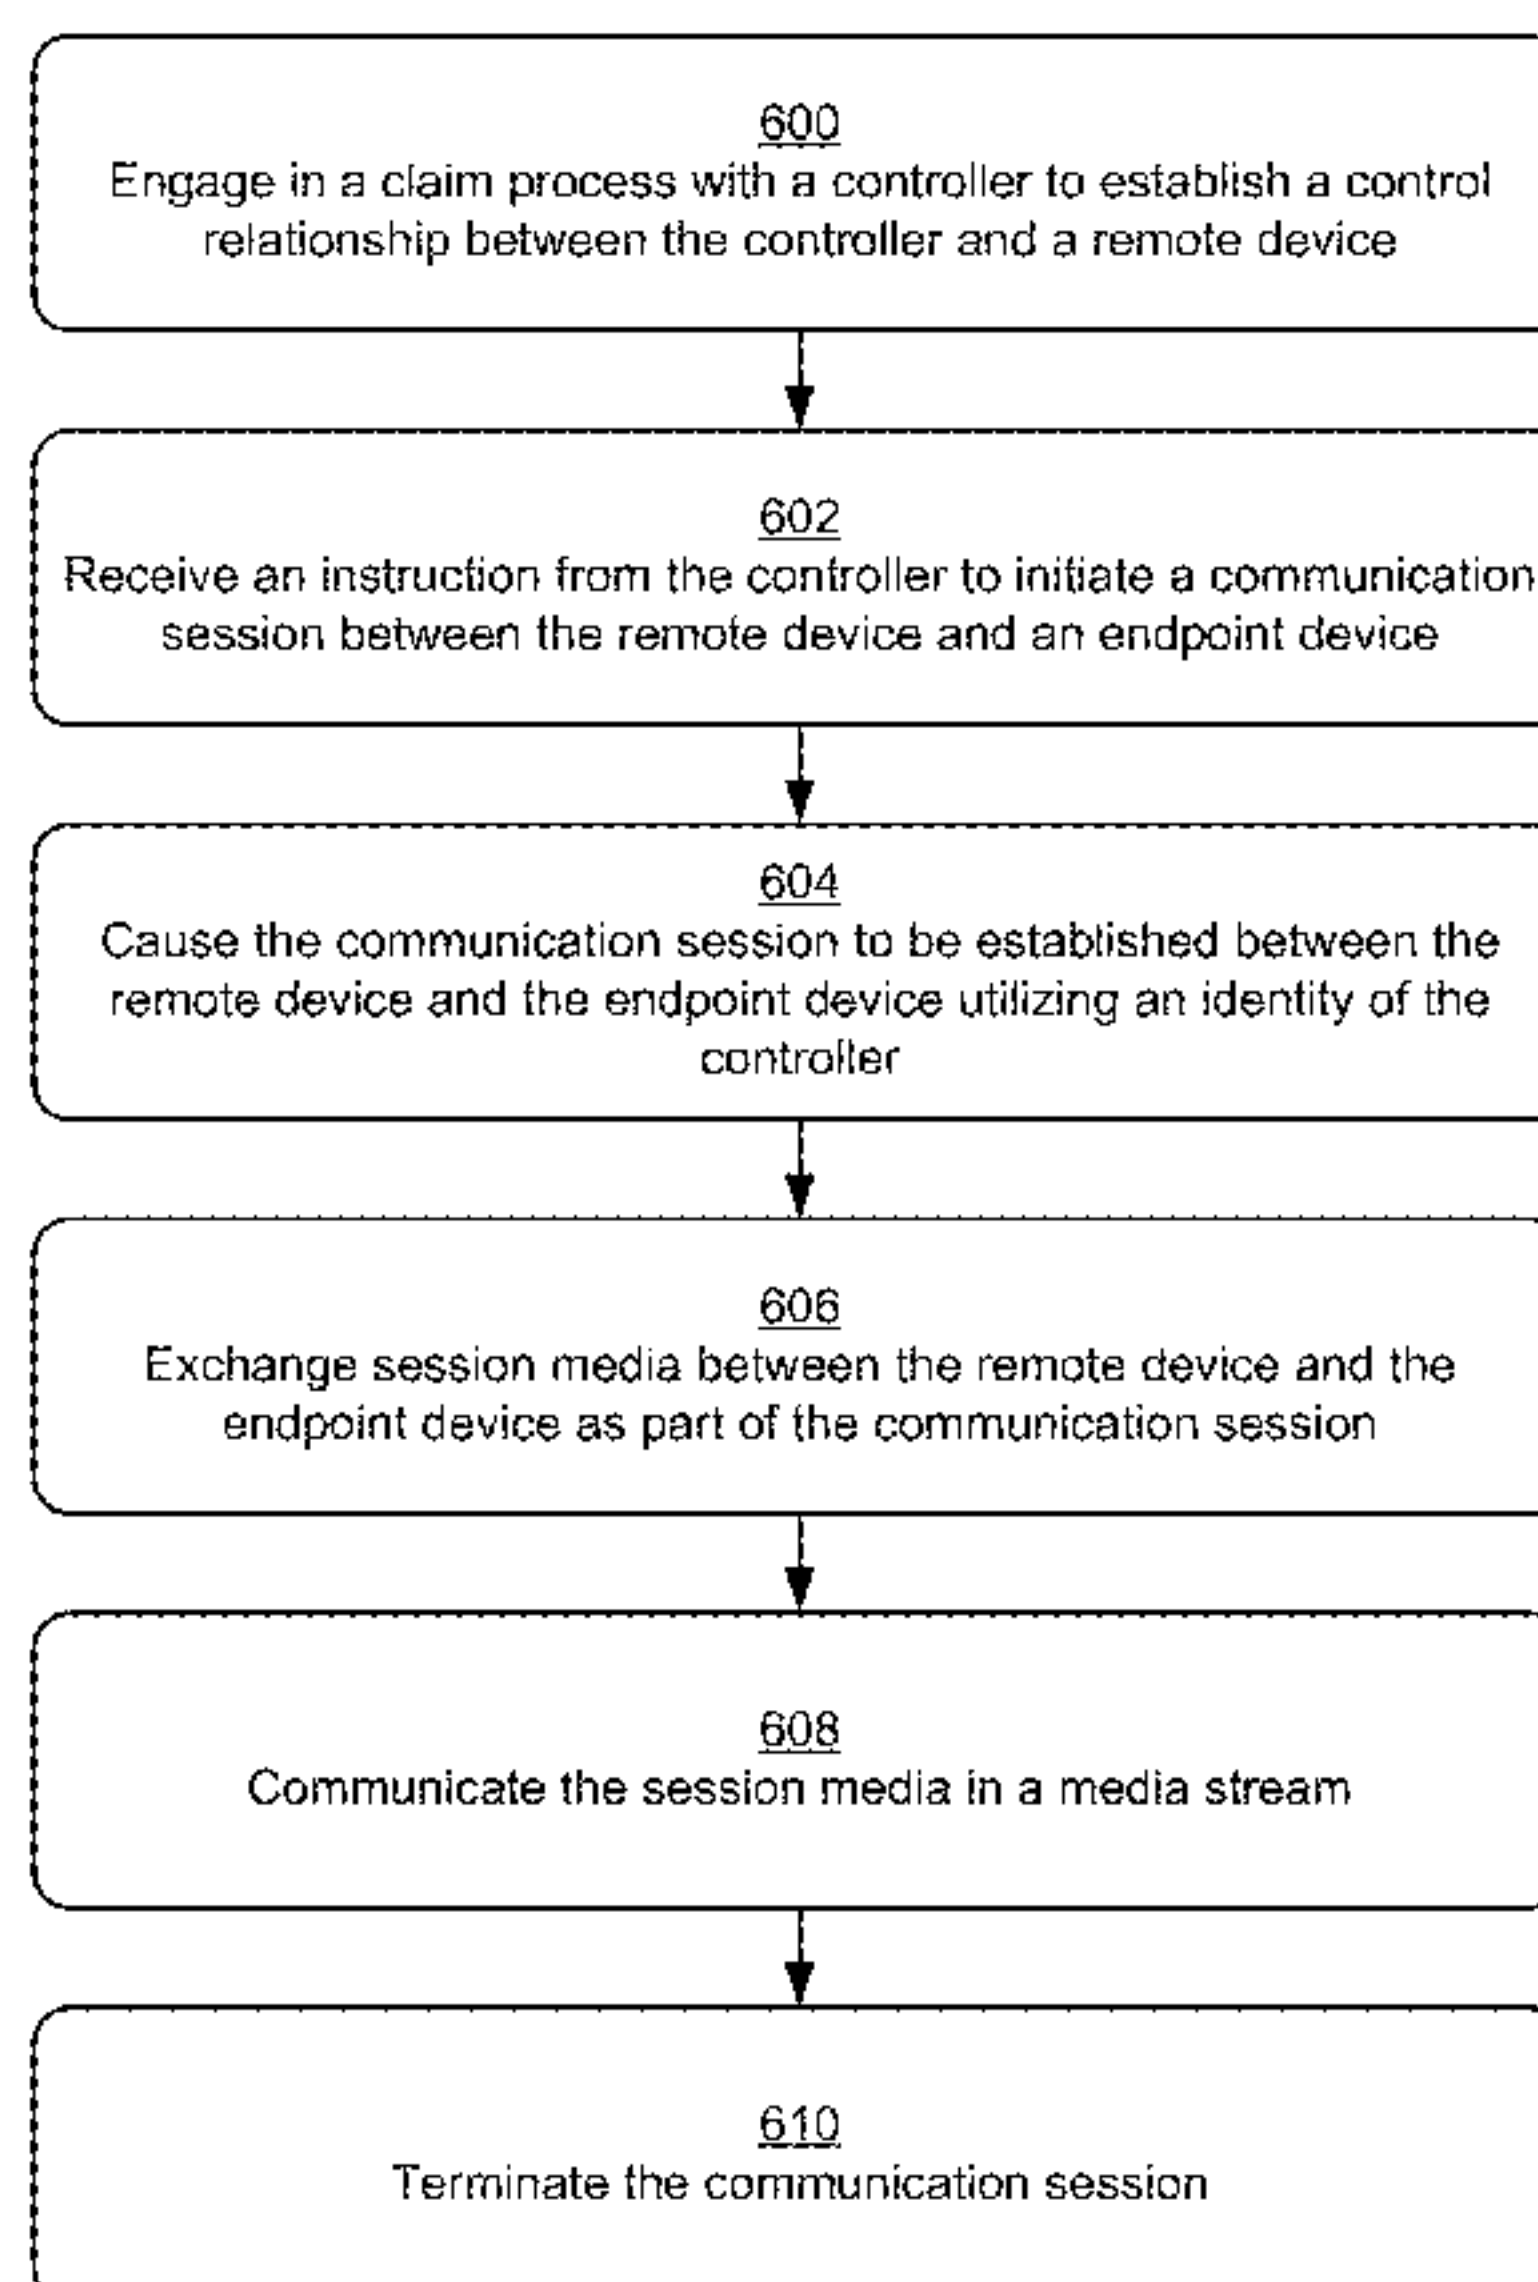 600
Engage in a claim process with a controller to establish a control
relationship between the controller and a remote device
602
Receive an instruction from the controller to initiate a communication
session between the remote device and an endpoint device
604
Cause the communication session to be established between the
remote device and the endpoint device utilizing an identity of the
controller
606
Exchange session media between the remote device and the
endpoint device as part of the communication session
608
Communicate the session media in a media stream
610
Terminate the communication session